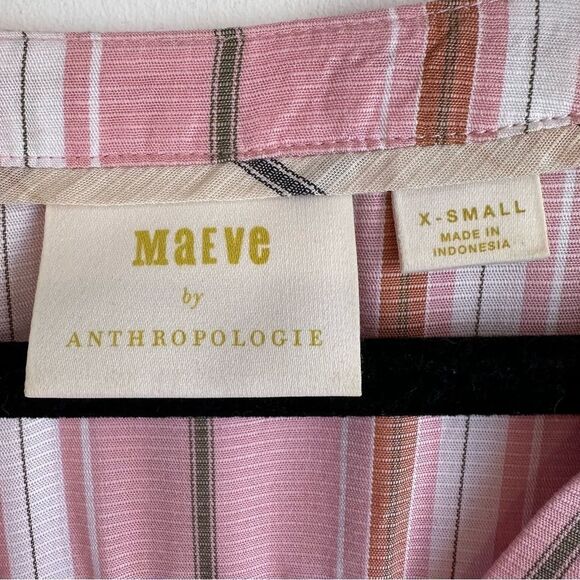 MaEve
by
ANTHROPOLOGIE
X-SMALL
MADE IN
INDONESIA